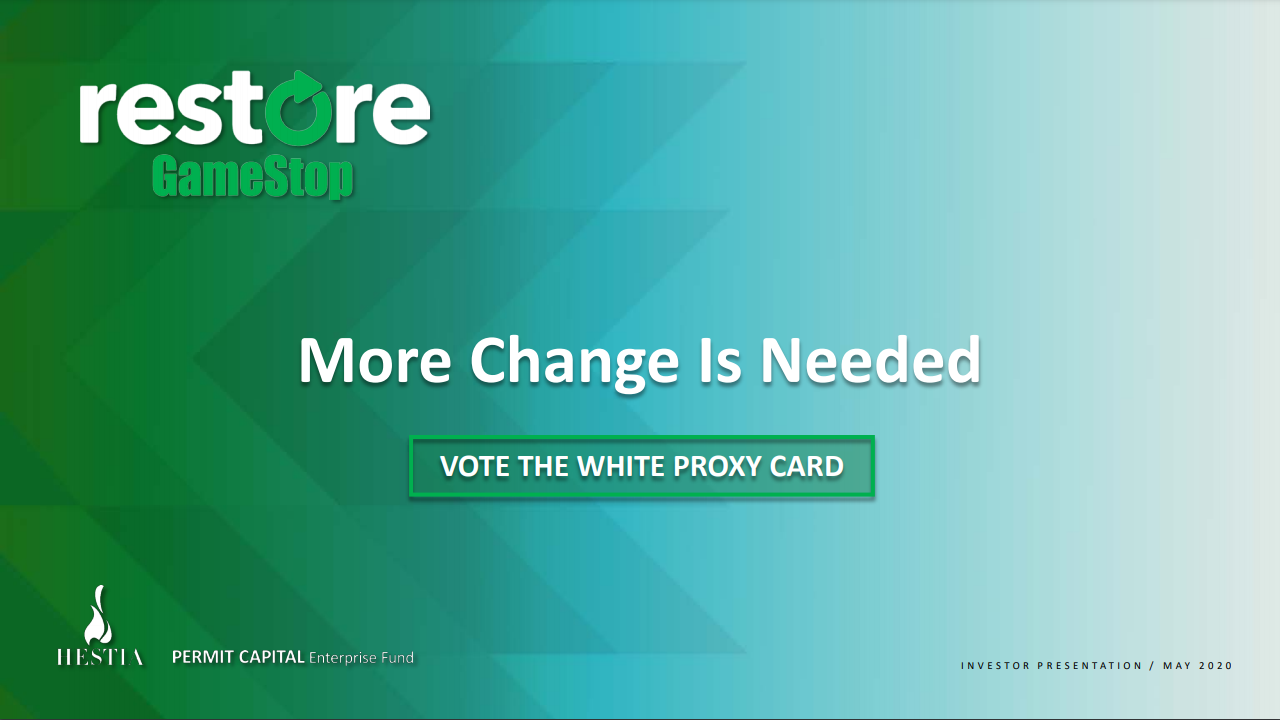 restore
GameStop
More Change Is Needed
VOTE THE WHITE PROXY CARD
HESTIA
PERMIT CAPITAL Enterprise Fund
INVESTOR PRESENTATION / MAY 2020